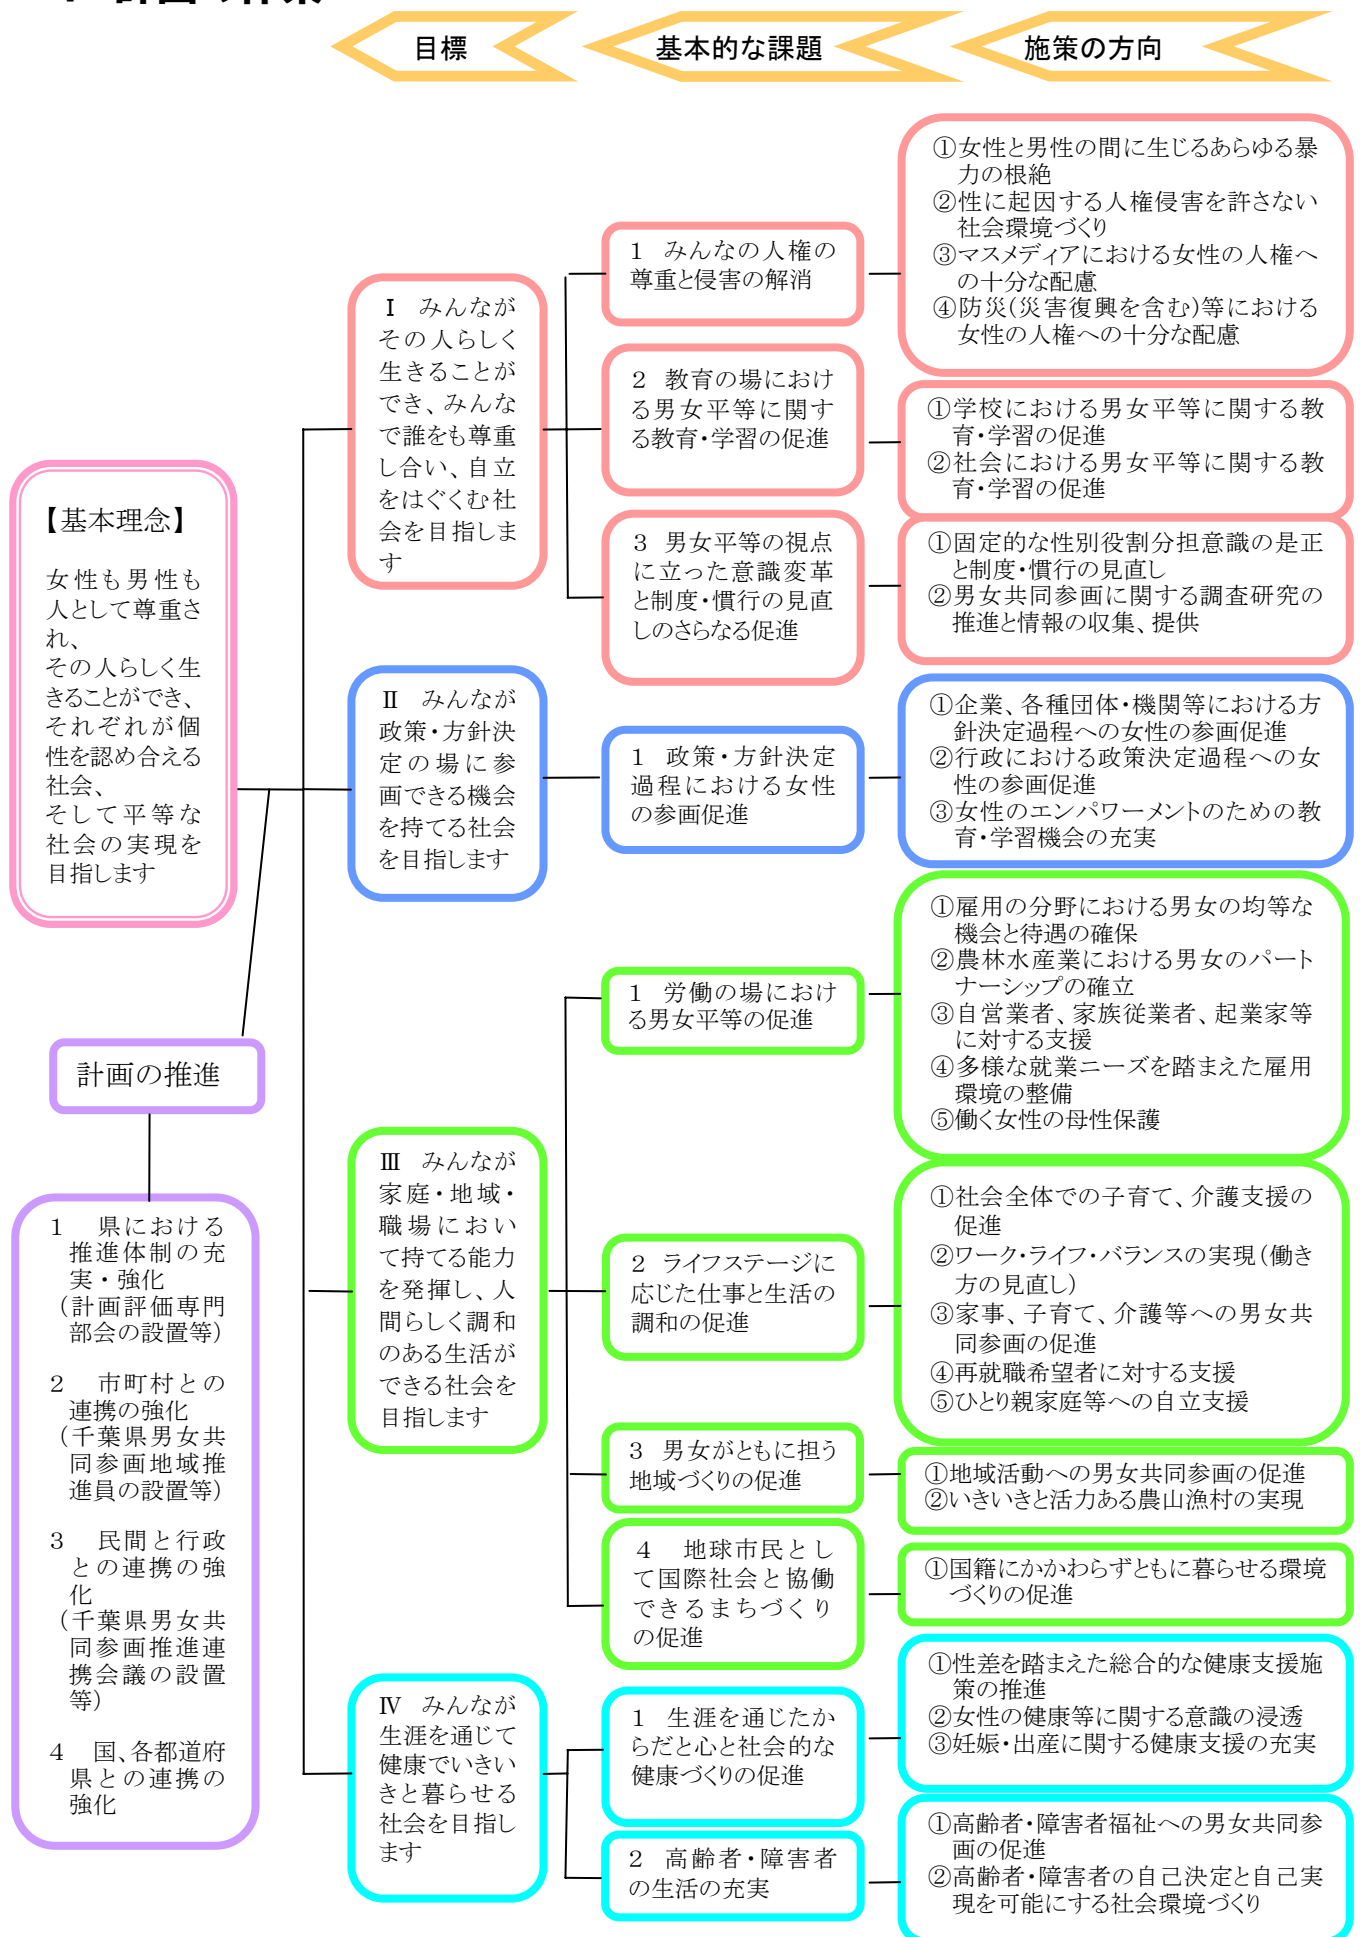 目標
基本的な課題
施策の方向
【基本理念】
女性も男性も
人として尊重さ
れ、
その人らしく生
きることができ、
それぞれが個
性を認め合える
社会、
そして平等な
社会の実現を
目指します
計画の推進
1　県における
推進体制の充
実・強化
(計画評価専門
部会の設置等)
2　市町村との
連携の強化
(千葉県男女共
同参画地域推
進員の設置等)
3　民間と行政
との連携の強
化
(千葉県男女共
同参画推進連
携会議の設置
等)
4　国、各都道府
県との連携の
強化
Ⅰ　みんなが
その人らしく
生きることが
でき、みんな
で誰をも尊重
し合い、自立
をはぐくむ社
会を目指しま
す
1　みんなの人権の
尊重と侵害の解消
①女性と男性の間に生じるあらゆる暴
力の根絶
②性に起因する人権侵害を許さない
社会環境づくり
③マスメディアにおける女性の人権へ
の十分な配慮
④防災(災害復興を含む)等における
女性の人権への十分な配慮
2　教育の場におけ
る男女平等に関す
る教育・学習の促進
①学校における男女平等に関する教
育・学習の促進
②社会における男女平等に関する教
育・学習の促進
3　男女平等の視点
に立った意識変革
と制度・慣行の見直
しのさらなる促進
①固定的な性別役割分担意識の是正
と制度・慣行の見直し
②男女共同参画に関する調査研究の
推進と情報の収集、提供
Ⅱ　みんなが
政策・方針決
定の場に参
画できる機会
を持てる社会
を目指します
1　政策・方針決定
過程における女性
の参画促進
①企業、各種団体・機関等における方
針決定過程への女性の参画促進
②行政における政策決定過程への女
性の参画促進
③女性のエンパワーメントのための教
育・学習機会の充実
Ⅲ　みんなが
家庭・地域・
職場におい
て持てる能力
を発揮し、人
間らしく調和
のある生活が
できる社会を
目指します
1　労働の場におけ
る男女平等の促進
①雇用の分野における男女の均等な
機会と待遇の確保
②農林水産業における男女のパート
ナーシップの確立
③自営業者、家族従業者、起業家等
に対する支援
④多様な就業ニーズを踏まえた雇用
環境の整備
⑤働く女性の母性保護
2　ライフステージに
応じた仕事と生活の
調和の促進
①社会全体での子育て、介護支援の
促進
②ワーク・ライフ・バランスの実現(働き
方の見直し)
③家事、子育て、介護等への男女共
同参画の促進
④再就職希望者に対する支援
⑤ひとり親家庭等への自立支援
3　男女がともに担う
地域づくりの促進
①地域活動への男女共同参画の促進
②いきいきと活力ある農山漁村の実現
4　地球市民とし
て国際社会と協働
できるまちづくり
の促進
①国籍にかかわらずともに暮らせる環境
づくりの促進
Ⅳ　みんなが
生涯を通じて
健康でいきい
きと暮らせる
社会を目指し
ます
1　生涯を通じたか
らだと心と社会的な
健康づくりの促進
①性差を踏まえた総合的な健康支援施
策の推進
②女性の健康等に関する意識の浸透
③妊娠・出産に関する健康支援の充実
2　高齢者・障害者
の生活の充実
①高齢者・障害者福祉への男女共同参
画の促進
②高齢者・障害者の自己決定と自己実
現を可能にする社会環境づくり